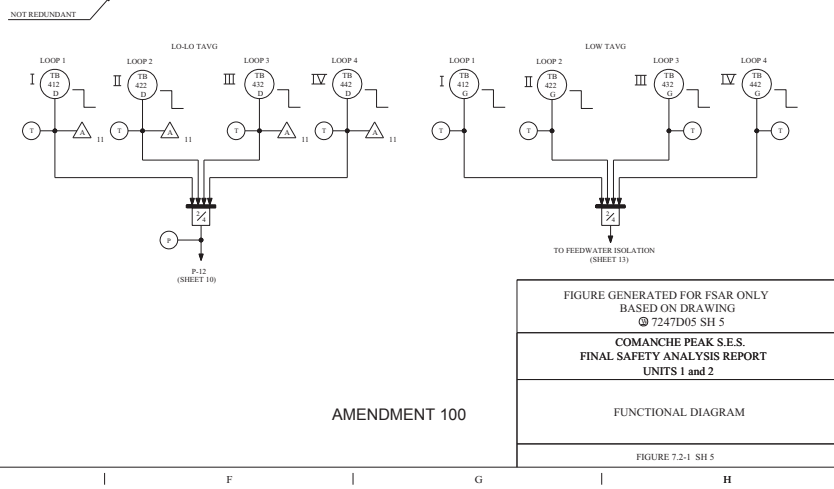 NOT REDUNDANT
LO-LO TAVG
LOW TAVG
LOOP 1
LOOP 2
LOOP 3
LOOP 4
LOOP 1
LOOP 2
LOOP 3
LOOP 4
I
TB
412
D
II
TB
422
D
III
TB
432
D
IV
TB
442
D
I
TB
412
G
II
TB
422
G
III
TB
432
G
IV
TB
442
G
T
A
11
T
A
11
T
A
11
T
A
11
T
T
T
T
2/4
2/4
P
P-12
(SHEET 10)
TO FEEDWATER ISOLATION
(SHEET 13)
FIGURE GENERATED FOR FSAR ONLY
BASED ON DRAWING
7247D05 SH 5
COMANCHE PEAK S.E.S.
FINAL SAFETY ANALYSIS REPORT
UNITS 1 and 2
AMENDMENT 100
FUNCTIONAL DIAGRAM
FIGURE 7.2-1 SH 5
F
G
H